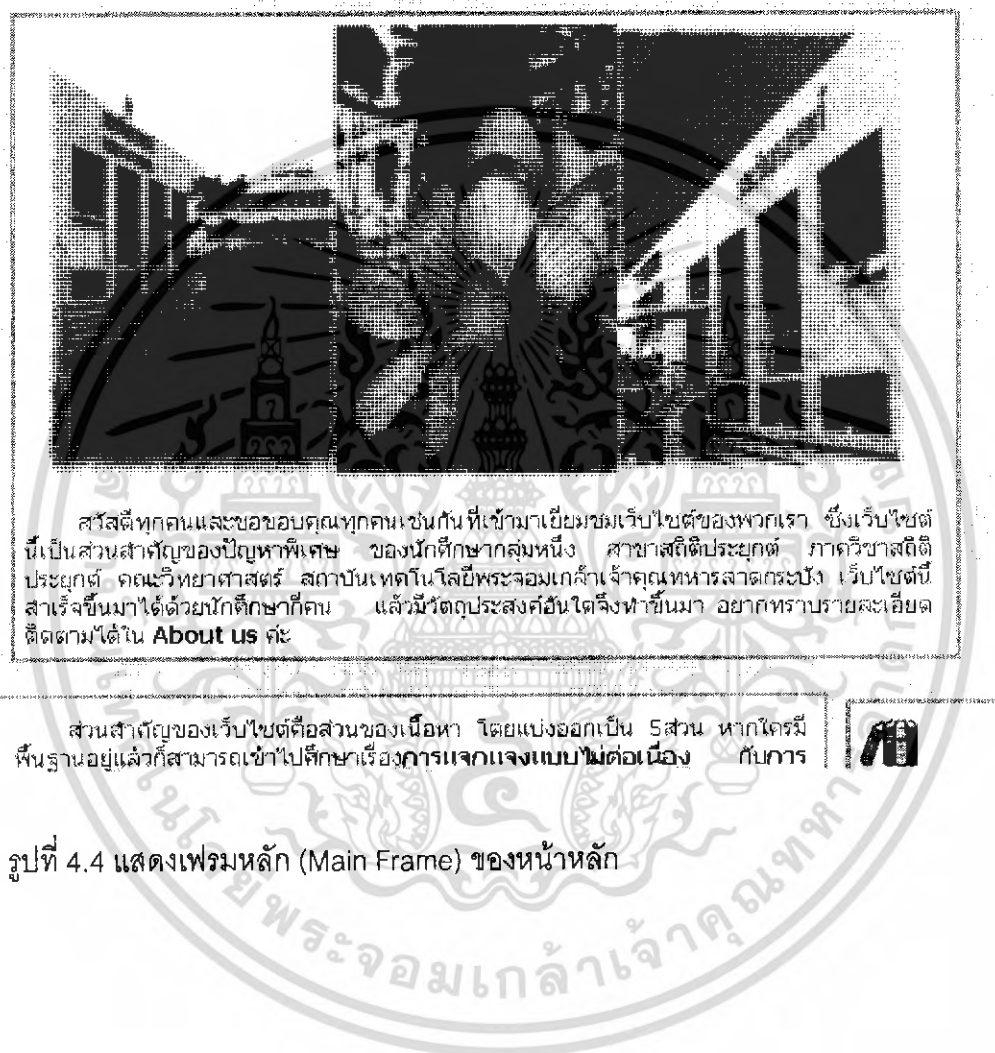 สวัสดีทุกคนและขอขอบคุณทุกคนเช่นกันที่เข้ามาเยี่ยมชมเว็บไซต์ของพวกเรา ซึ่งเว็บไซต์
นี้เป็นส่วนสำคัญของปัญหาพิเศษ ของนักศึกษากลุ่มหนึ่ง สาขาสถิติประยุกต์ ภาควิชาสถิติ
ประยุกต์ คณะวิทยาศาสตร์ สถาบันเทคโนโลยีพระจอมเกล้าเจ้าคุณทหารลาดกระบัง เว็บไซต์นี้
สำเร็จขึ้นมาได้ด้วยนักศึกษากี่คน แล้วมีวัตถุประสงค์อันใดจึงทำขึ้นมา อยากทราบรายละเอียด
ติดตามได้ใน About us ค่ะ
ส่วนสำคัญของเว็บไซต์คือส่วนของเนื้อหา โดยแบ่งออกเป็น 5ส่วน หากใครมี
พื้นฐานอยู่แล้วก็สามารถเข้าไปศึกษาเรื่องการแจกแจงแบบไม่ต่อเนื่อง กับการ
รูปที่ 4.4 แสดงเฟรมหลัก (Main Frame) ของหน้าหลัก